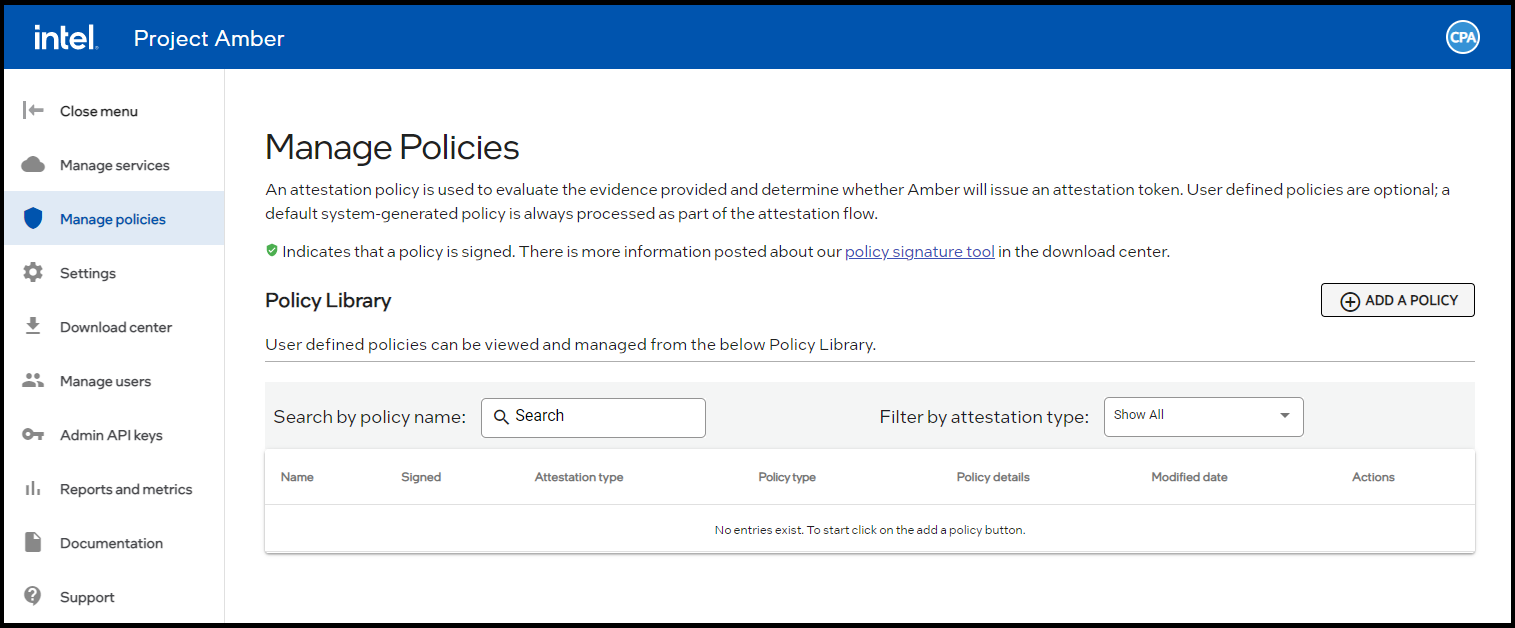 intel.
Project Amber
CPA
Close menu
Manage services
Manage policies
Settings
Download center
Manage users
Admin API keys
Reports and metrics
Documentation
Support
Manage Policies
An attestation policy is used to evaluate the evidence provided and determine whether Amber will issue an attestation token. User defined policies are optional; a
default system-generated policy is always processed as part of the attestation flow.
Indicates that a policy is signed. There is more information posted about our policy signature tool in the download center.
Policy Library
ADD A POLICY
User defined policies can be viewed and managed from the below Policy Library.
Search by policy name: Search Filter by attestation type: Show All
Name Signed Attestation type Policy type Policy details Modified date Actions
No entries exist. To start click on the add a policy button.